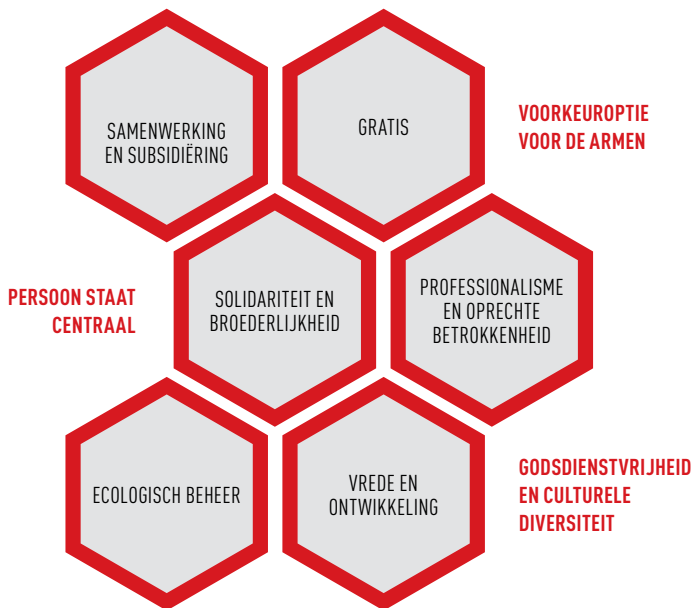 SAMENWERKING
EN SUBSIDIËRING
GRATIS
VOORKEUROPTIE
VOOR DE ARMEN
PERSOON STAAT
CENTRAAL
SOLIDARITEIT EN
BROEDERLIJKHEID
PROFESSIONALISME
EN OPRECHTE
BETROKKENHEID
ECOLOGISCH BEHEER
VREDE EN
ONTWIKKELING
GODSDIENSTVRIJHEID
EN CULTURELE
DIVERSITEIT